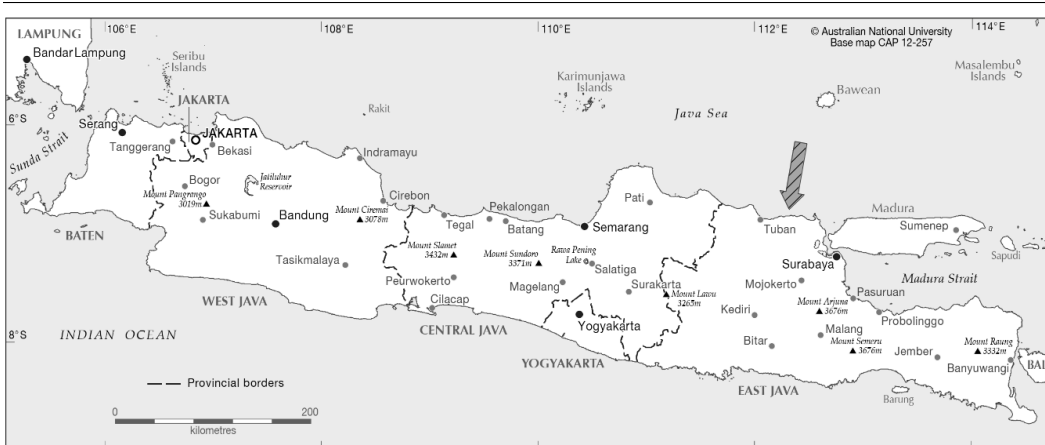 106°E
108°E
110°E
112°E
114°E
© Australian National University
Base map CAP 12-257
LAMPUNG
Bandar Lampung
Seribu
Islands
Karimunjawa
Islands
Masalembu
Islands
Bawean
JAKARTA
Rakit
Java Sea
6°S
Serang
JAKARTA
Sunda Strait
Tanggerang
Bekasi
Indramayu
Bogor
Jatiluhur
Reservoir
Mount Pangrango
3019m
Cirebon
Pati
Sukabumi
Bandung
Mount Ciremai
3078m
Pekalongan
Madura
BATEN
Tegal
Batang
Semarang
Tuban
Sumenep
Mount Slamet
3432m
Mount Sundoro
3371m
Rawa Pening
Lake
Sapudi
Tasikmalaya
Salatiga
Surabaya
Madura Strait
Peurwokerto
Magelang
Surakarta
Mojokerto
WEST JAVA
Cilacap
Mount Lawu
3265m
Pasuruan
Kediri
Mount Arjuna
3676m
Probolinggo
INDIAN OCEAN
8°S
CENTRAL JAVA
Yogyakarta
Malang
Bitar
Mount Semeru
3676m
Jember
Mount Raung
3332m
YOGYAKARTA
Banyuwangi
BAL
Provincial borders
EAST JAVA
Barung
0
200
kilometres